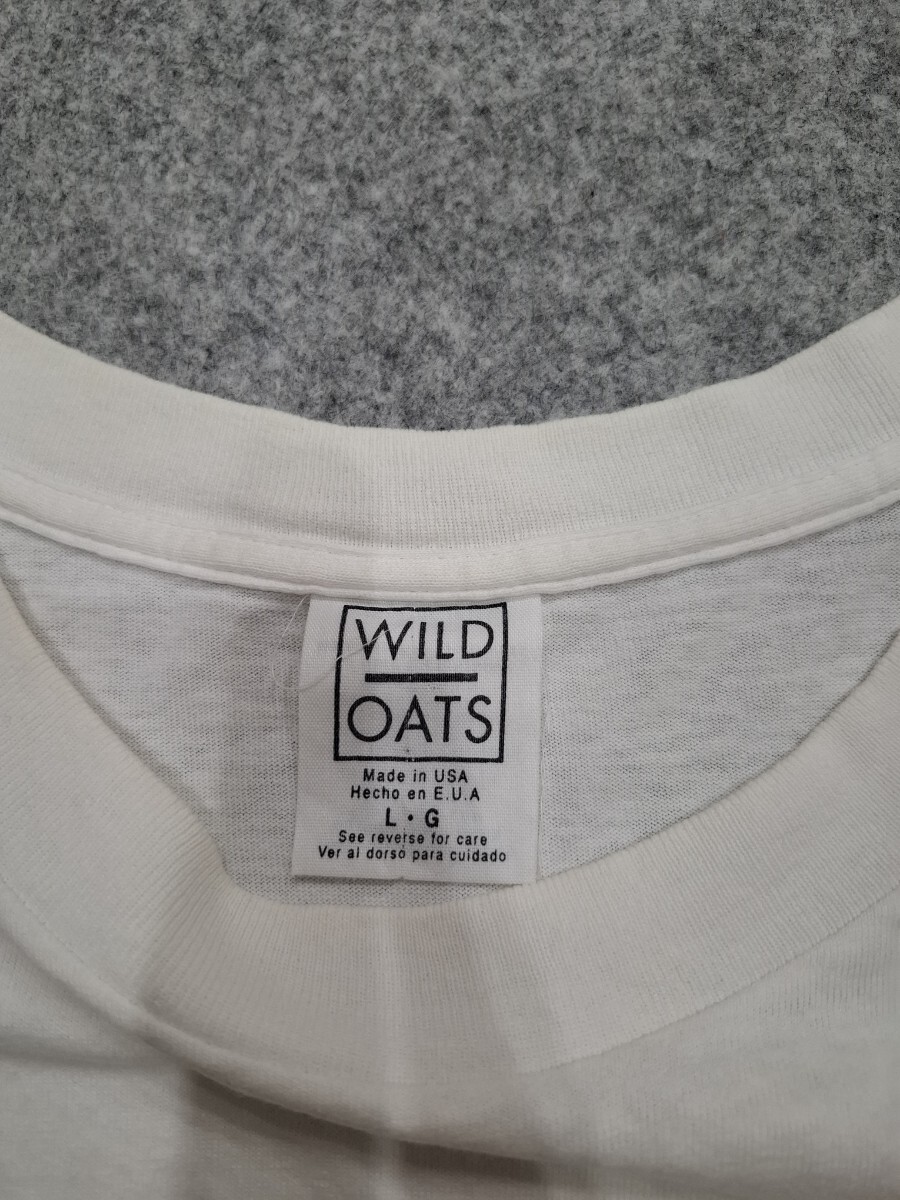 WILD
OATS
Made in USA
Hecho en E.U.A
L • G
See reverse for care
Ver al dorso para cuidado